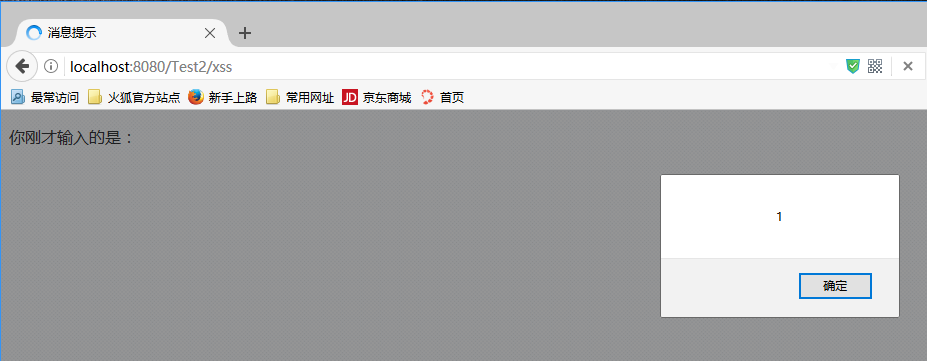 消息提示
localhost:8080/Test2/xss
最常访问 火狐官方站点 新手上路 常用网址 JD 京东商城 首页
你刚才输入的是：
1
确定